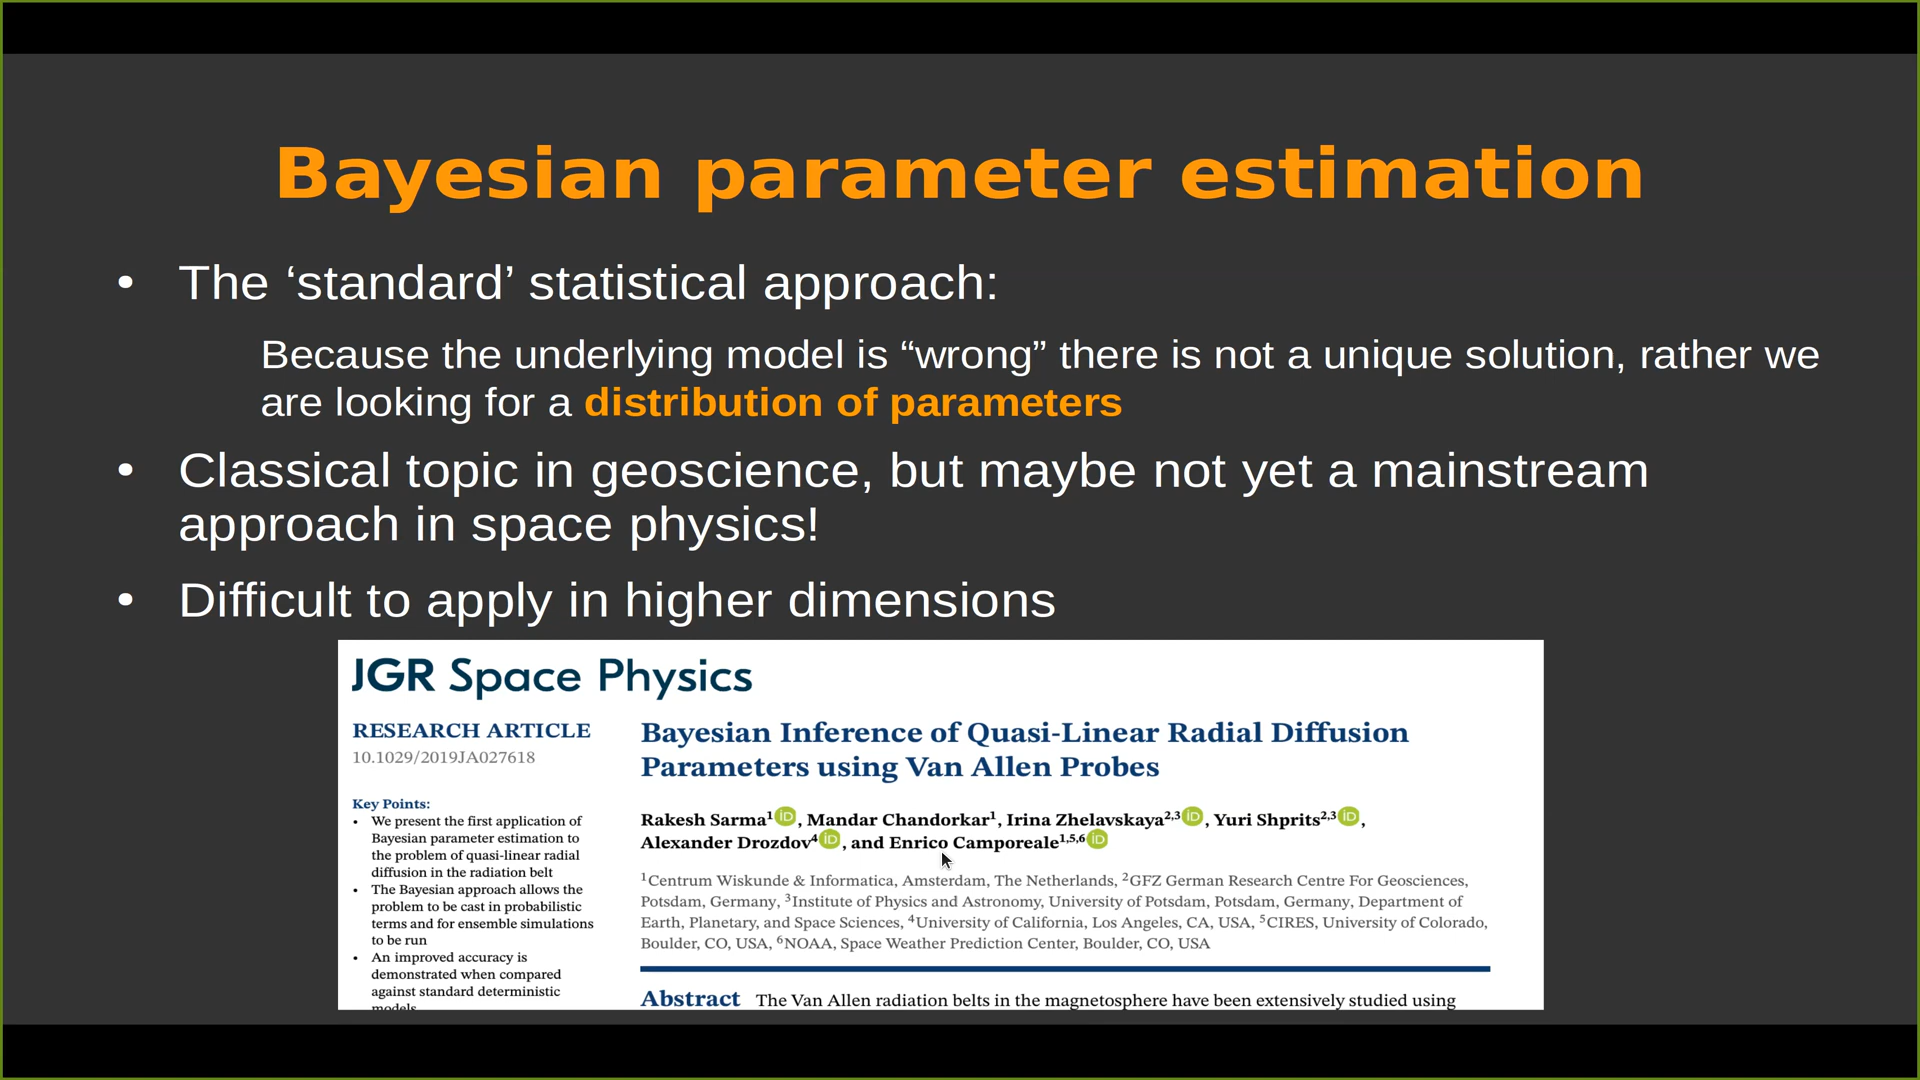 Bayesian parameter estimation
• The ‘standard’ statistical approach:
Because the underlying model is “wrong” there is not a unique solution, rather we
are looking for a distribution of parameters
• Classical topic in geoscience, but maybe not yet a mainstream
approach in space physics!
• Difficult to apply in higher dimensions
JGR Space Physics
RESEARCH ARTICLE
10.1029/2019JA027618
Key Points:
• We present the first application of
Bayesian parameter estimation to
the problem of quasi-linear radial
diffusion in the radiation belt
• The Bayesian approach allows the
problem to be cast in probabilistic
terms and for ensemble simulations
to be run
• An improved accuracy is
demonstrated when compared
against standard deterministic
models
Bayesian Inference of Quasi-Linear Radial Diffusion
Parameters using Van Allen Probes
Rakesh Sarma¹ iD, Mandar Chandorkar¹, Irina Zhelavskaya²,³ iD, Yuri Shprits²,³ iD,
Alexander Drozdov⁴ iD, and Enrico Camporeale¹,⁵,⁶ iD
¹Centrum Wiskunde & Informatica, Amsterdam, The Netherlands, ²GFZ German Research Centre For Geosciences,
Potsdam, Germany, ³Institute of Physics and Astronomy, University of Potsdam, Potsdam, Germany, Department of
Earth, Planetary, and Space Sciences, ⁴University of California, Los Angeles, CA, USA, ⁵CIRES, University of Colorado,
Boulder, CO, USA, ⁶NOAA, Space Weather Prediction Center, Boulder, CO, USA
Abstract The Van Allen radiation belts in the magnetosphere have been extensively studied using